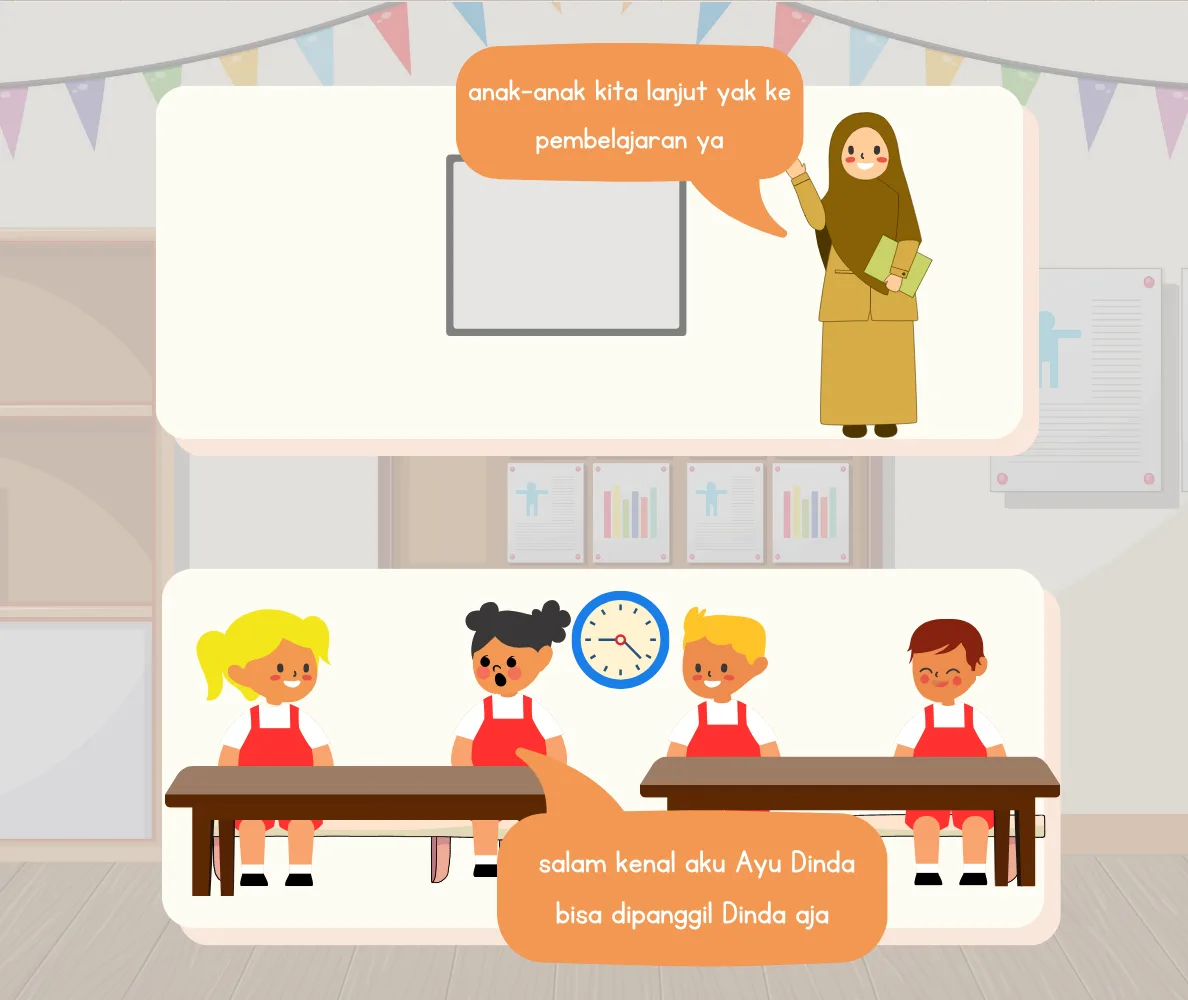 anak-anak kita lanjut yak ke
pembelajaran ya
salam kenal aku Ayu Dinda
bisa dipanggil Dinda aja